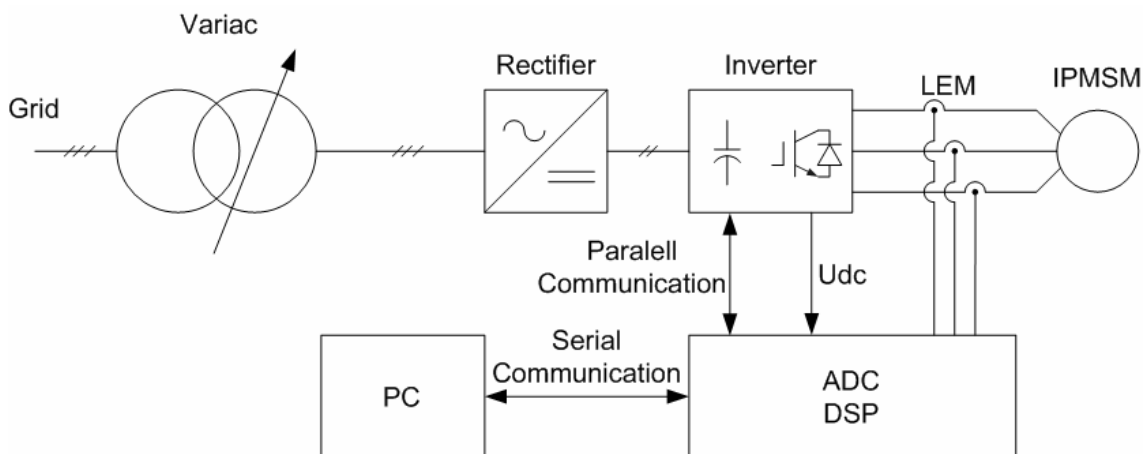 Variac
Grid
Rectifier
Inverter
LEM
IPMSM
Paralell
Communication
Udc
Serial
Communication
PC
ADC
DSP